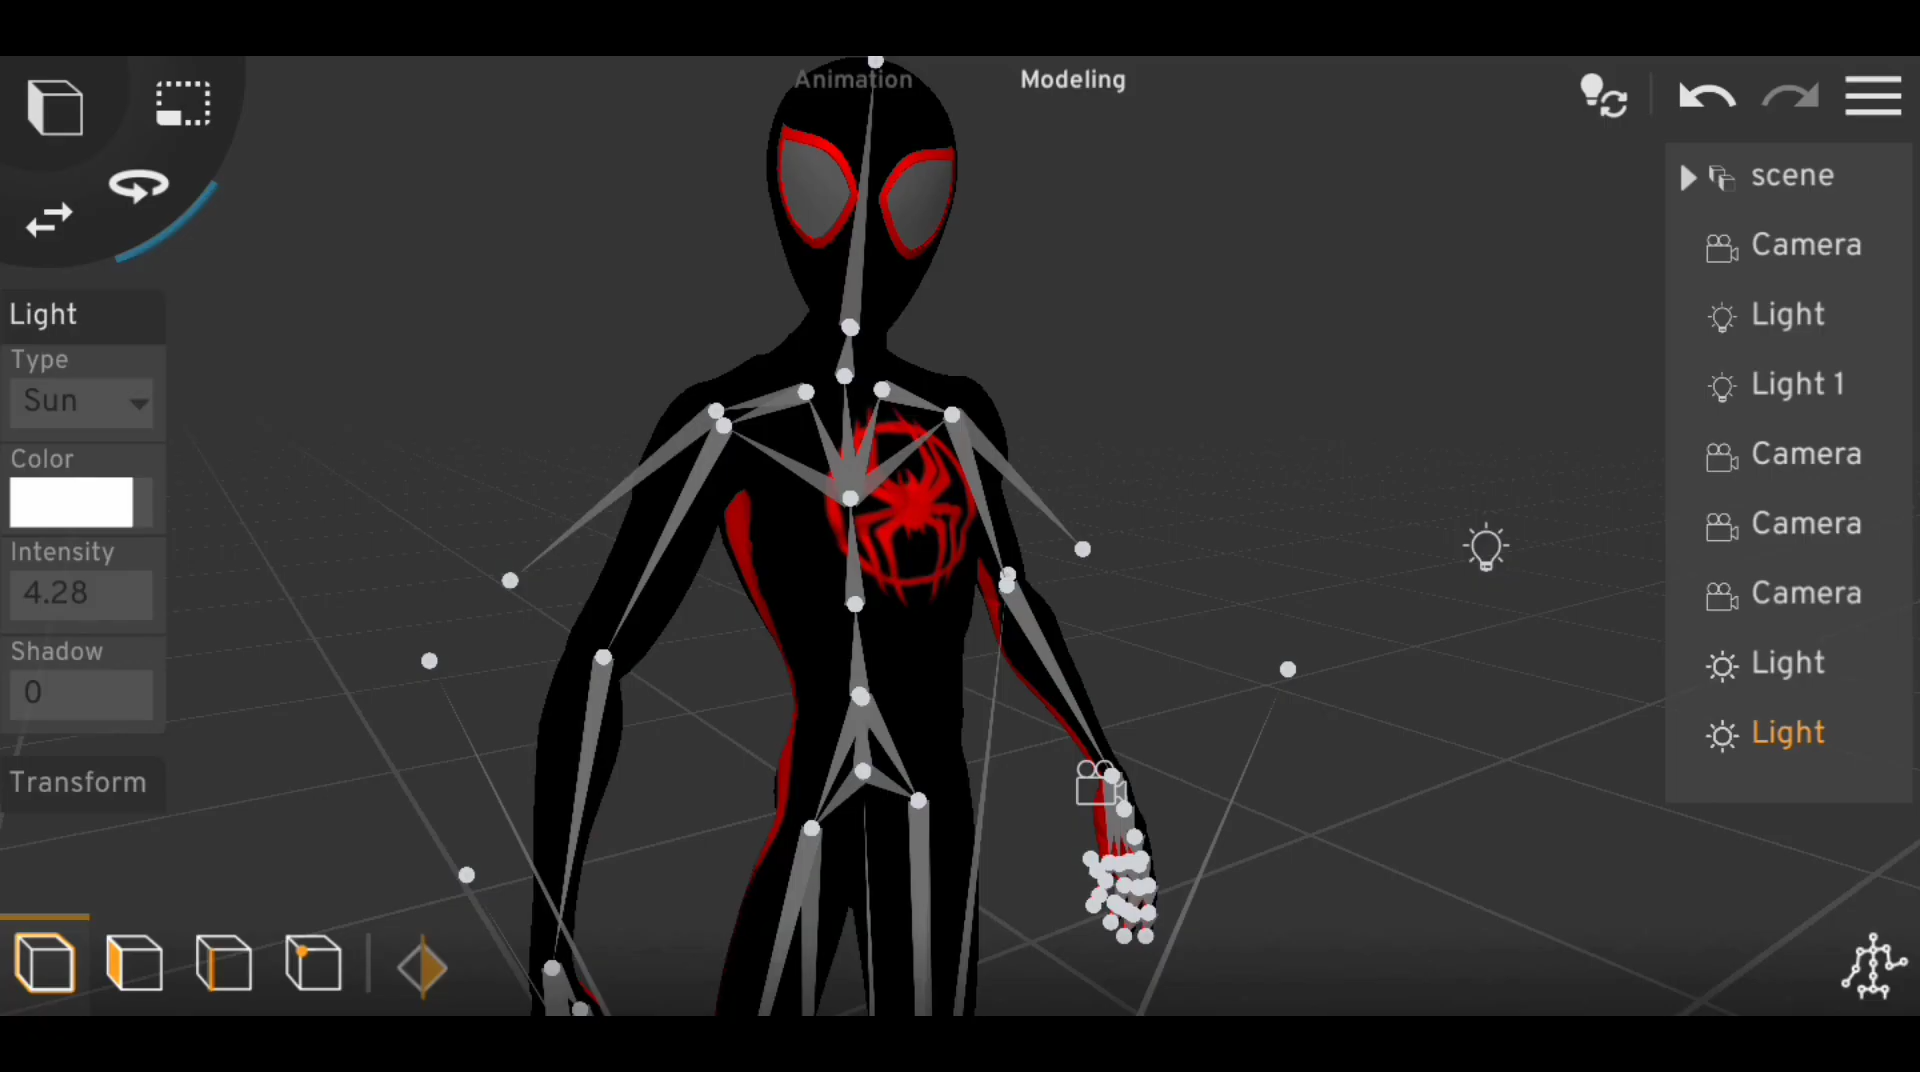 Animation
Modeling
Light
Type
Sun
Color
Intensity
4.28
Shadow
0
Transform
scene
Camera
Light
Light 1
Camera
Camera
Camera
Light
Light